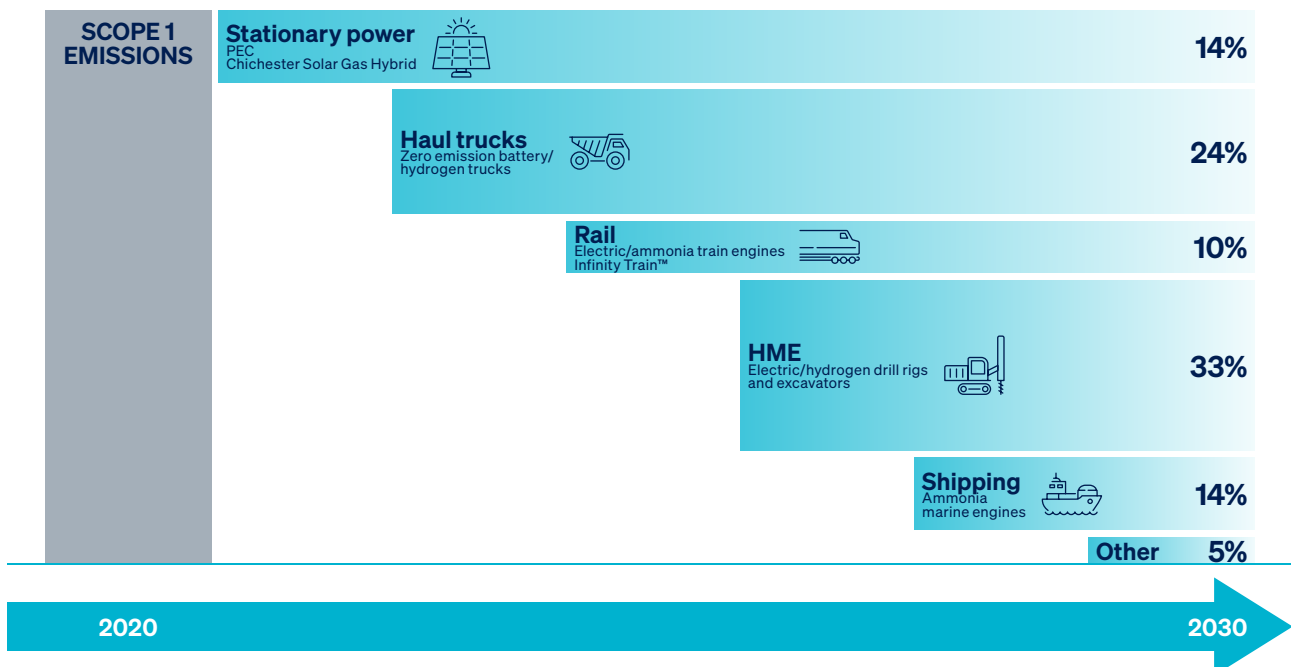 SCOPE 1
EMISSIONS
Stationary power
PEC
Chichester Solar Gas Hybrid
14%
Haul trucks
Zero emission battery/
hydrogen trucks
24%
Rail
Electric/ammonia train engines
Infinity Train™
10%
HME
Electric/hydrogen drill rigs
and excavators
33%
Shipping
Ammonia
marine engines
14%
Other
5%
2020
2030